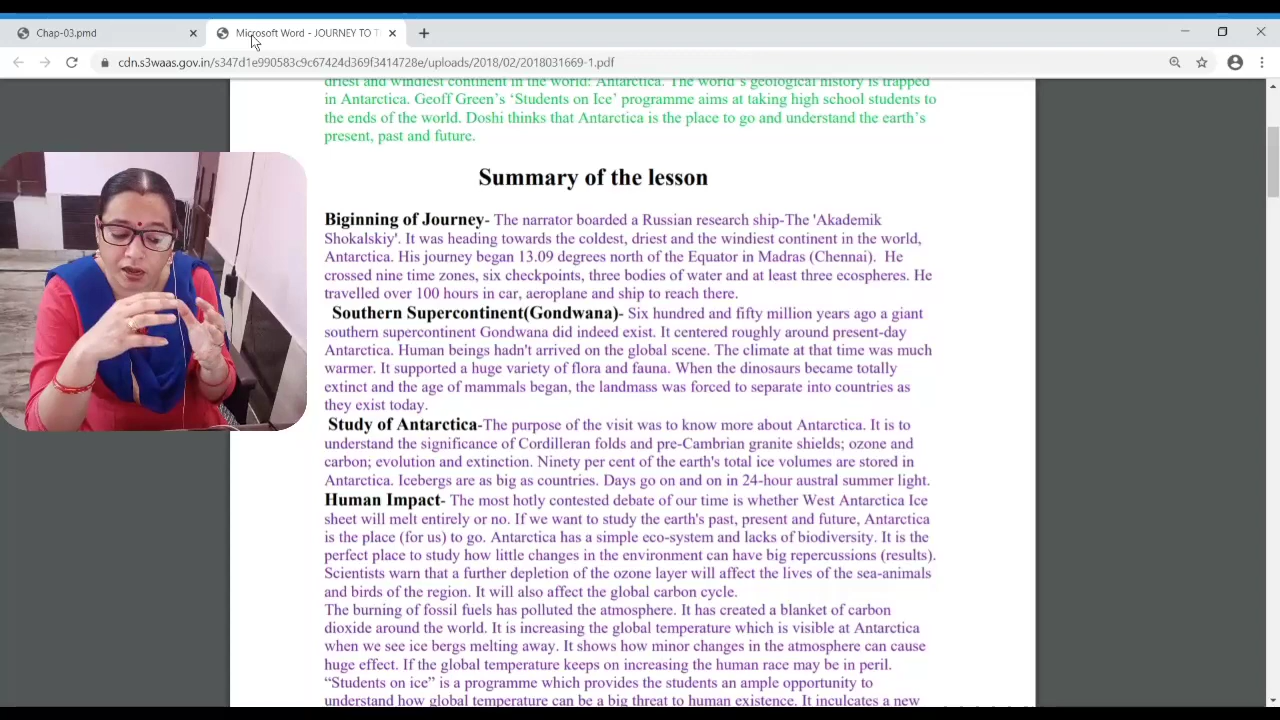 Chap-03.pmd
Microsoft Word - JOURNEY TO T
cdn.s3waas.gov.in/s347d1e990583c9c67424d369f3414728e/uploads/2018/02/2018031669-1.pdf
driest and windiest continent in the world: Antarctica. The world's geological history is trapped
in Antarctica. Geoff Green's ‘Students on Ice’ programme aims at taking high school students to
the ends of the world. Doshi thinks that Antarctica is the place to go and understand the earth's
present, past and future.
Summary of the lesson
Biginning of Journey- The narrator boarded a Russian research ship-The 'Akademik
Shokalskiy'. It was heading towards the coldest, driest and the windiest continent in the world,
Antarctica. His journey began 13.09 degrees north of the Equator in Madras (Chennai). He
crossed nine time zones, six checkpoints, three bodies of water and at least three ecospheres. He
travelled over 100 hours in car, aeroplane and ship to reach there.
Southern Supercontinent(Gondwana)- Six hundred and fifty million years ago a giant
southern supercontinent Gondwana did indeed exist. It centered roughly around present-day
Antarctica. Human beings hadn't arrived on the global scene. The climate at that time was much
warmer. It supported a huge variety of flora and fauna. When the dinosaurs became totally
extinct and the age of mammals began, the landmass was forced to separate into countries as
they exist today.
Study of Antarctica-The purpose of the visit was to know more about Antarctica. It is to
understand the significance of Cordilleran folds and pre-Cambrian granite shields; ozone and
carbon; evolution and extinction. Ninety per cent of the earth's total ice volumes are stored in
Antarctica. Icebergs are as big as countries. Days go on and on in 24-hour austral summer light.
Human Impact- The most hotly contested debate of our time is whether West Antarctica Ice
sheet will melt entirely or no. If we want to study the earth's past, present and future, Antarctica
is the place (for us) to go. Antarctica has a simple eco-system and lacks of biodiversity. It is the
perfect place to study how little changes in the environment can have big repercussions (results).
Scientists warn that a further depletion of the ozone layer will affect the lives of the sea-animals
and birds of the region. It will also affect the global carbon cycle.
The burning of fossil fuels has polluted the atmosphere. It has created a blanket of carbon
dioxide around the world. It is increasing the global temperature which is visible at Antarctica
when we see ice bergs melting away. It shows how minor changes in the atmosphere can cause
huge effect. If the global temperature keeps on increasing the human race may be in peril.
“Students on ice” is a programme which provides the students an ample opportunity to
understand how global temperature can be a big threat to human existence. It inculcates a new